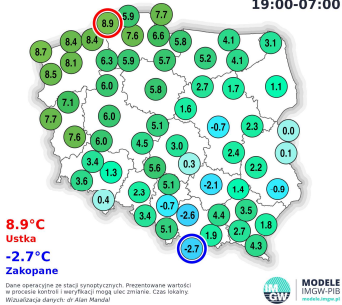 19:00-07:00
5.9 7.7
8.9
8.4 8.4 7.6 6.6 5.8 4.1 3.1
8.7
8.1 6.3 5.9 5.7 5.2 4.1
8.5
6.0 5.8 2.7 1.7 1.1
7.1 1.6
7.7 6.0 5.1 -0.7 2.3 0.0
7.6 6.0 4.5 3.0 2.4 0.1
3.4 0.3 2.2
3.6 1.3 5.6
2.3 5.1 -2.1 1.4 -0.9
0.4 -0.7
3.4 -2.6 4.4 3.5
5.1 1.9 2.7 1.8
-2.7 4.3
8.9°C
Ustka
-2.7°C
Zakopane
Dane operacyjne ze stacji synoptycznych. Prezentowane wartości
w procesie kontroli i weryfikacji mogą ulec zmianie. Czas lokalny.
Wizualizacja danych: dr Alan Mandal
IM
GW
MODELE
IMGW-PIB
modele.imgw.pl